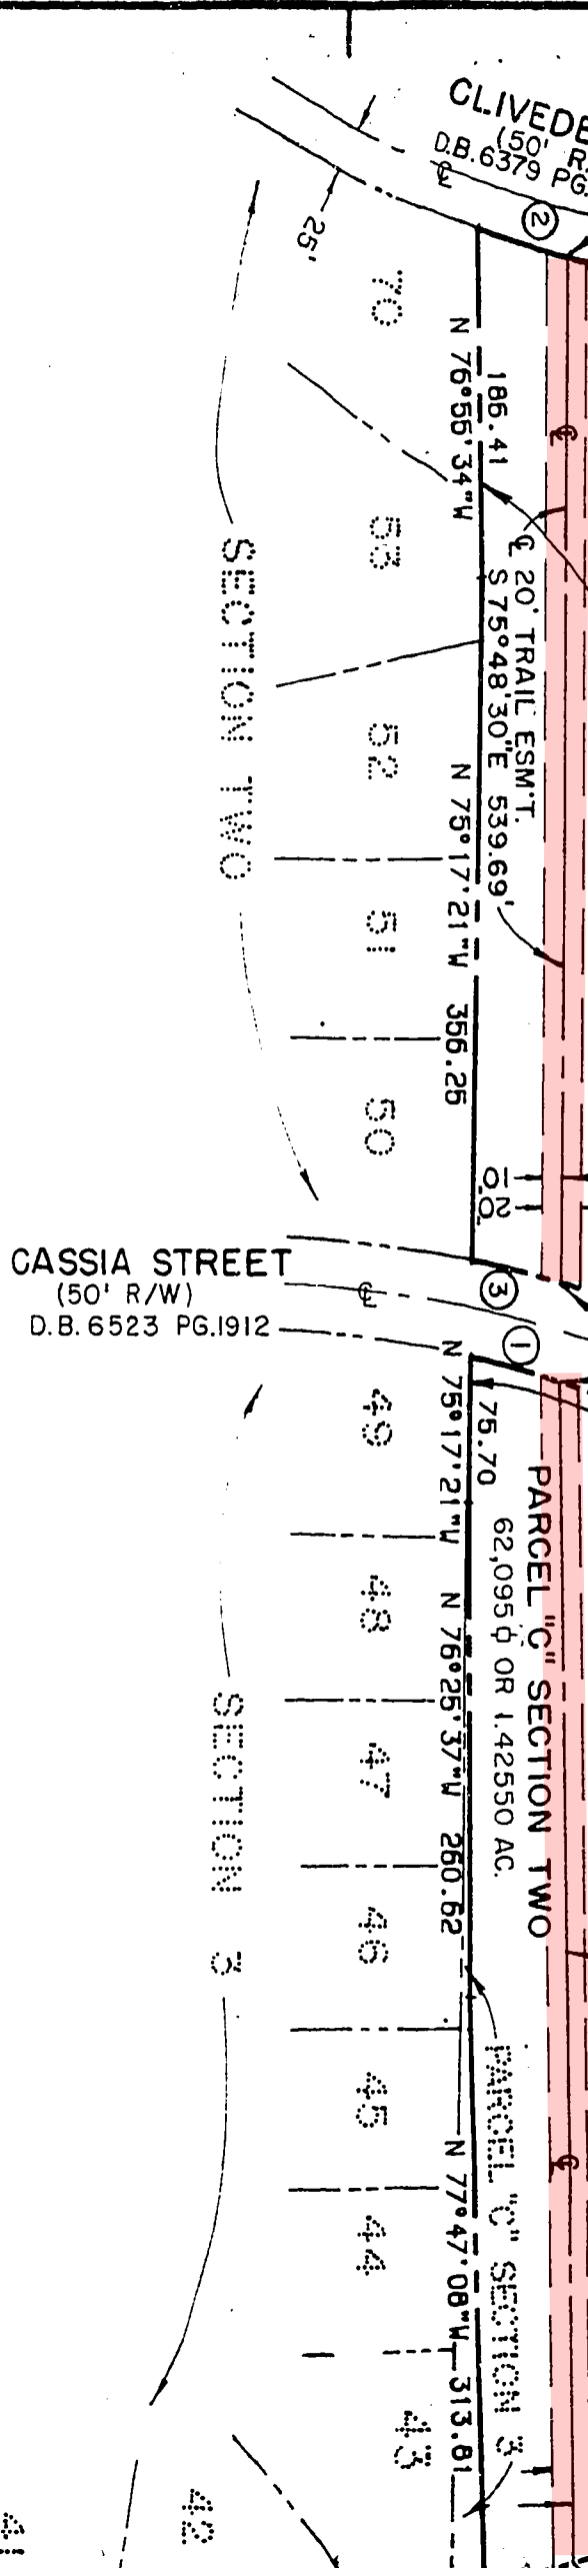 CLIVEDE
(50' R.
D.B.6379 PG.
℄
2
25'
70
N 76°56'34"W
186.41
℄
53
℄ 20' TRAIL ESM'T.
S 75°48'30"E 539.69'
SECTION TWO
52
N 75°17'21"W 356.25
51
50
10'
20'
CASSIA STREET
(50' R/W)
D.B. 6523 PG.1912
℄
3
1
49
N 75°17'21"W
75.70
PARCEL "C" SECTION TWO
62,095 ϕ OR 1.42550 AC.
48
N 76°25'37"W 260.62
SECTION 3
47
46
PARCEL "C" SECTION 3
45
℄
N 77°47'08"W 313.81
44
43
42
41